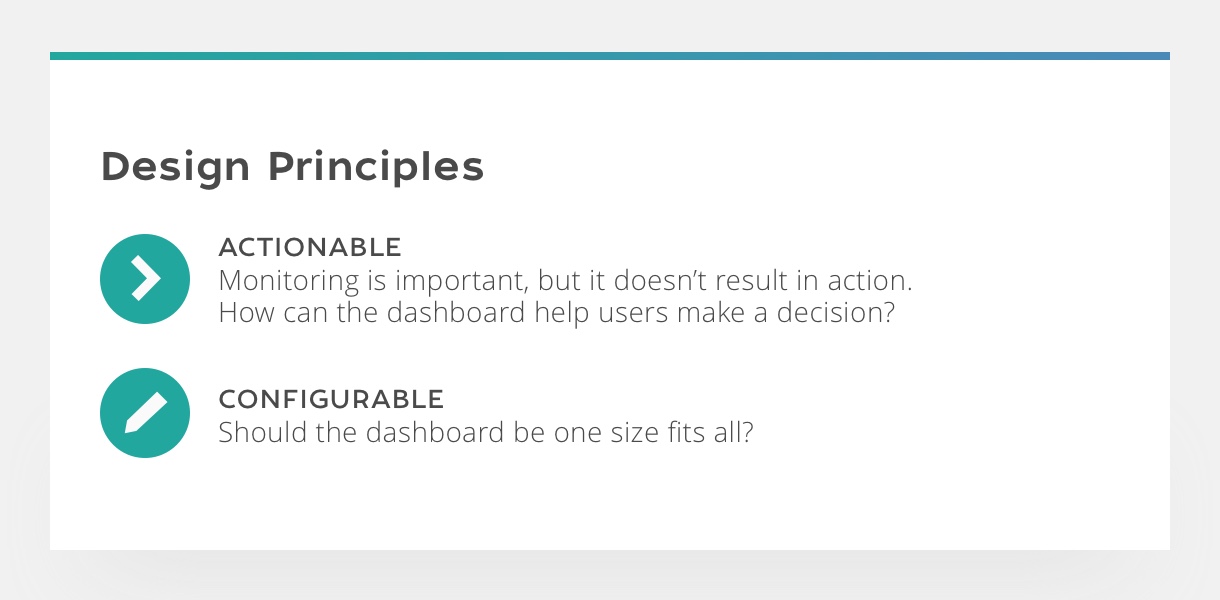 Design Principles
ACTIONABLE
Monitoring is important, but it doesn’t result in action.
How can the dashboard help users make a decision?
CONFIGURABLE
Should the dashboard be one size fits all?